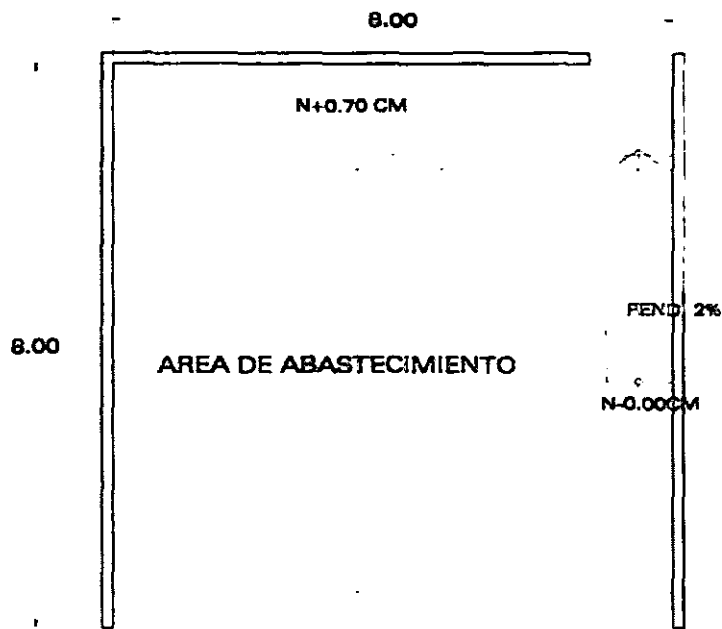 8.00
N+0.70 CM
PEND. 2%
8.00
AREA DE ABASTECIMIENTO
N-0.00CM